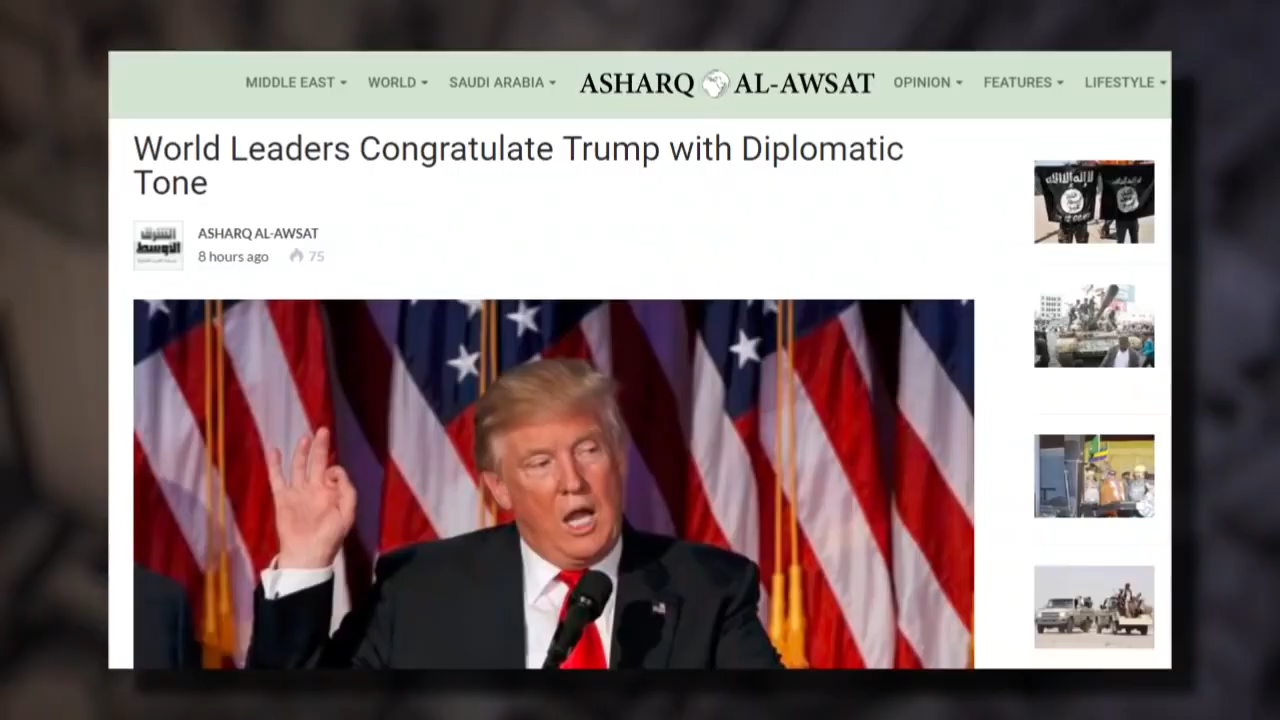 MIDDLE EAST WORLD SAUDI ARABIA ASHARQ AL-AWSAT OPINION FEATURES LIFESTYLE
World Leaders Congratulate Trump with Diplomatic
Tone
الشرق
الأوسط
ASHARQ AL-AWSAT
8 hours ago 75